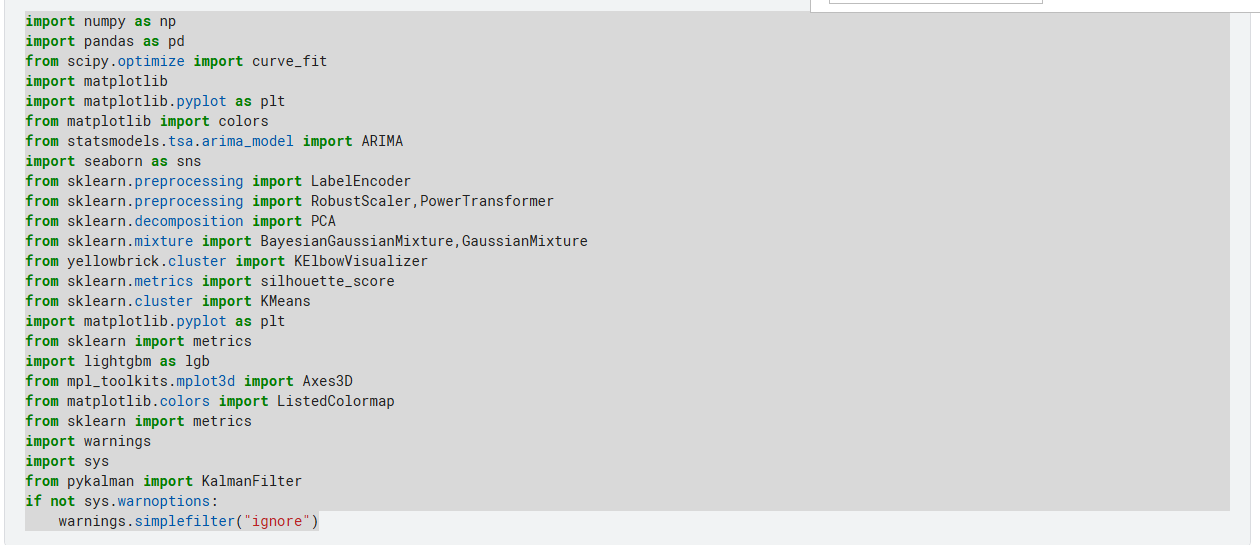 import numpy as np
import pandas as pd
from scipy.optimize import curve_fit
import matplotlib
import matplotlib.pyplot as plt
from matplotlib import colors
from statsmodels.tsa.arima_model import ARIMA
import seaborn as sns
from sklearn.preprocessing import LabelEncoder
from sklearn.preprocessing import RobustScaler,PowerTransformer
from sklearn.decomposition import PCA
from sklearn.mixture import BayesianGaussianMixture,GaussianMixture
from yellowbrick.cluster import KElbowVisualizer
from sklearn.metrics import silhouette_score
from sklearn.cluster import KMeans
import matplotlib.pyplot as plt
from sklearn import metrics
import lightgbm as lgb
from mpl_toolkits.mplot3d import Axes3D
from matplotlib.colors import ListedColormap
from sklearn import metrics
import warnings
import sys
from pykalman import KalmanFilter
if not sys.warnoptions:
    warnings.simplefilter("ignore")